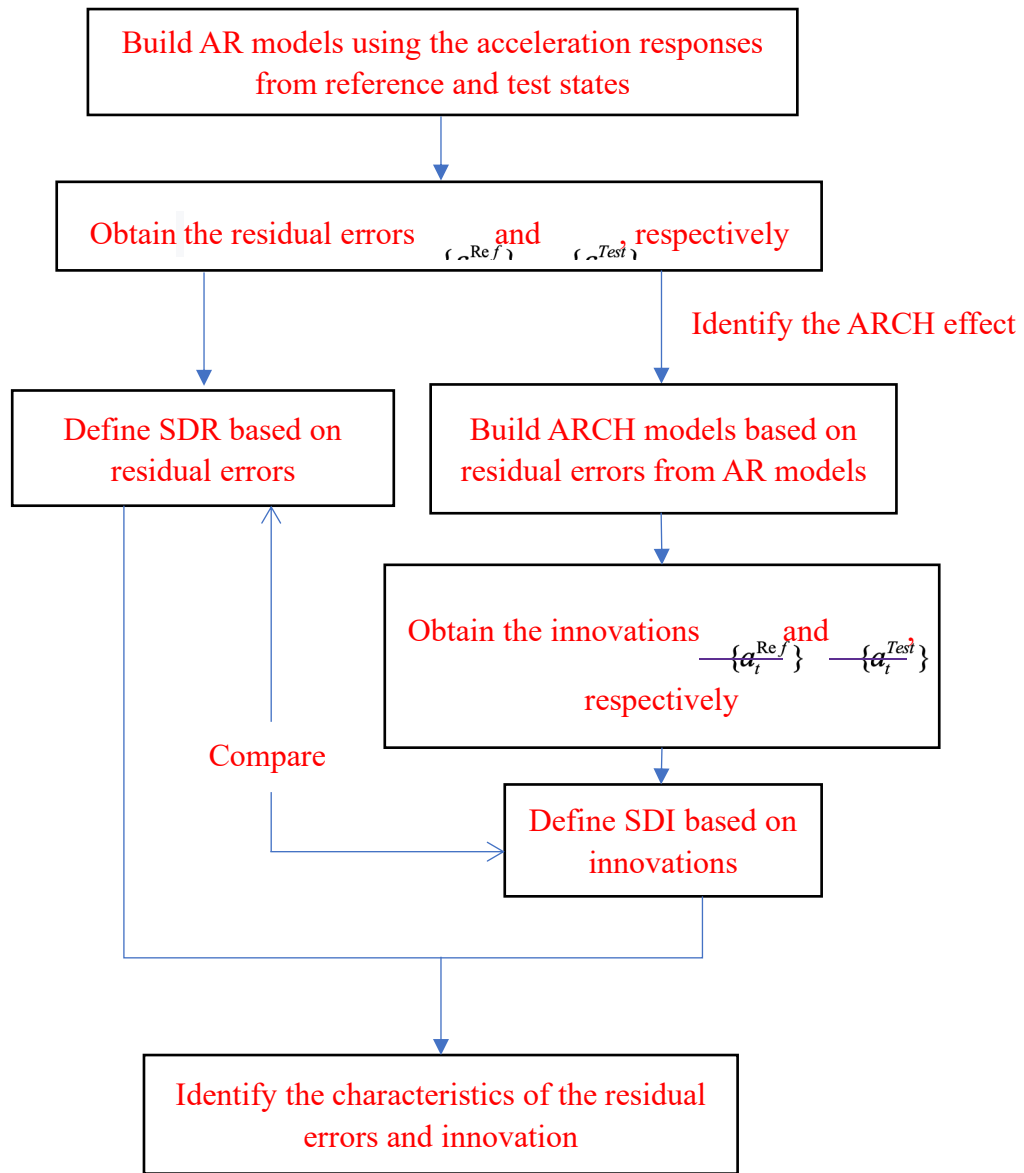 Build AR models using the acceleration responses
from reference and test states
Obtain the residual errors and , respectively
Identify the ARCH effect
Define SDR based on
residual errors
Build ARCH models based on
residual errors from AR models
Obtain the innovations {a_t^{Re f}} and {a_t^{Test}},
respectively
Compare
Define SDI based on
innovations
Identify the characteristics of the residual
errors and innovation